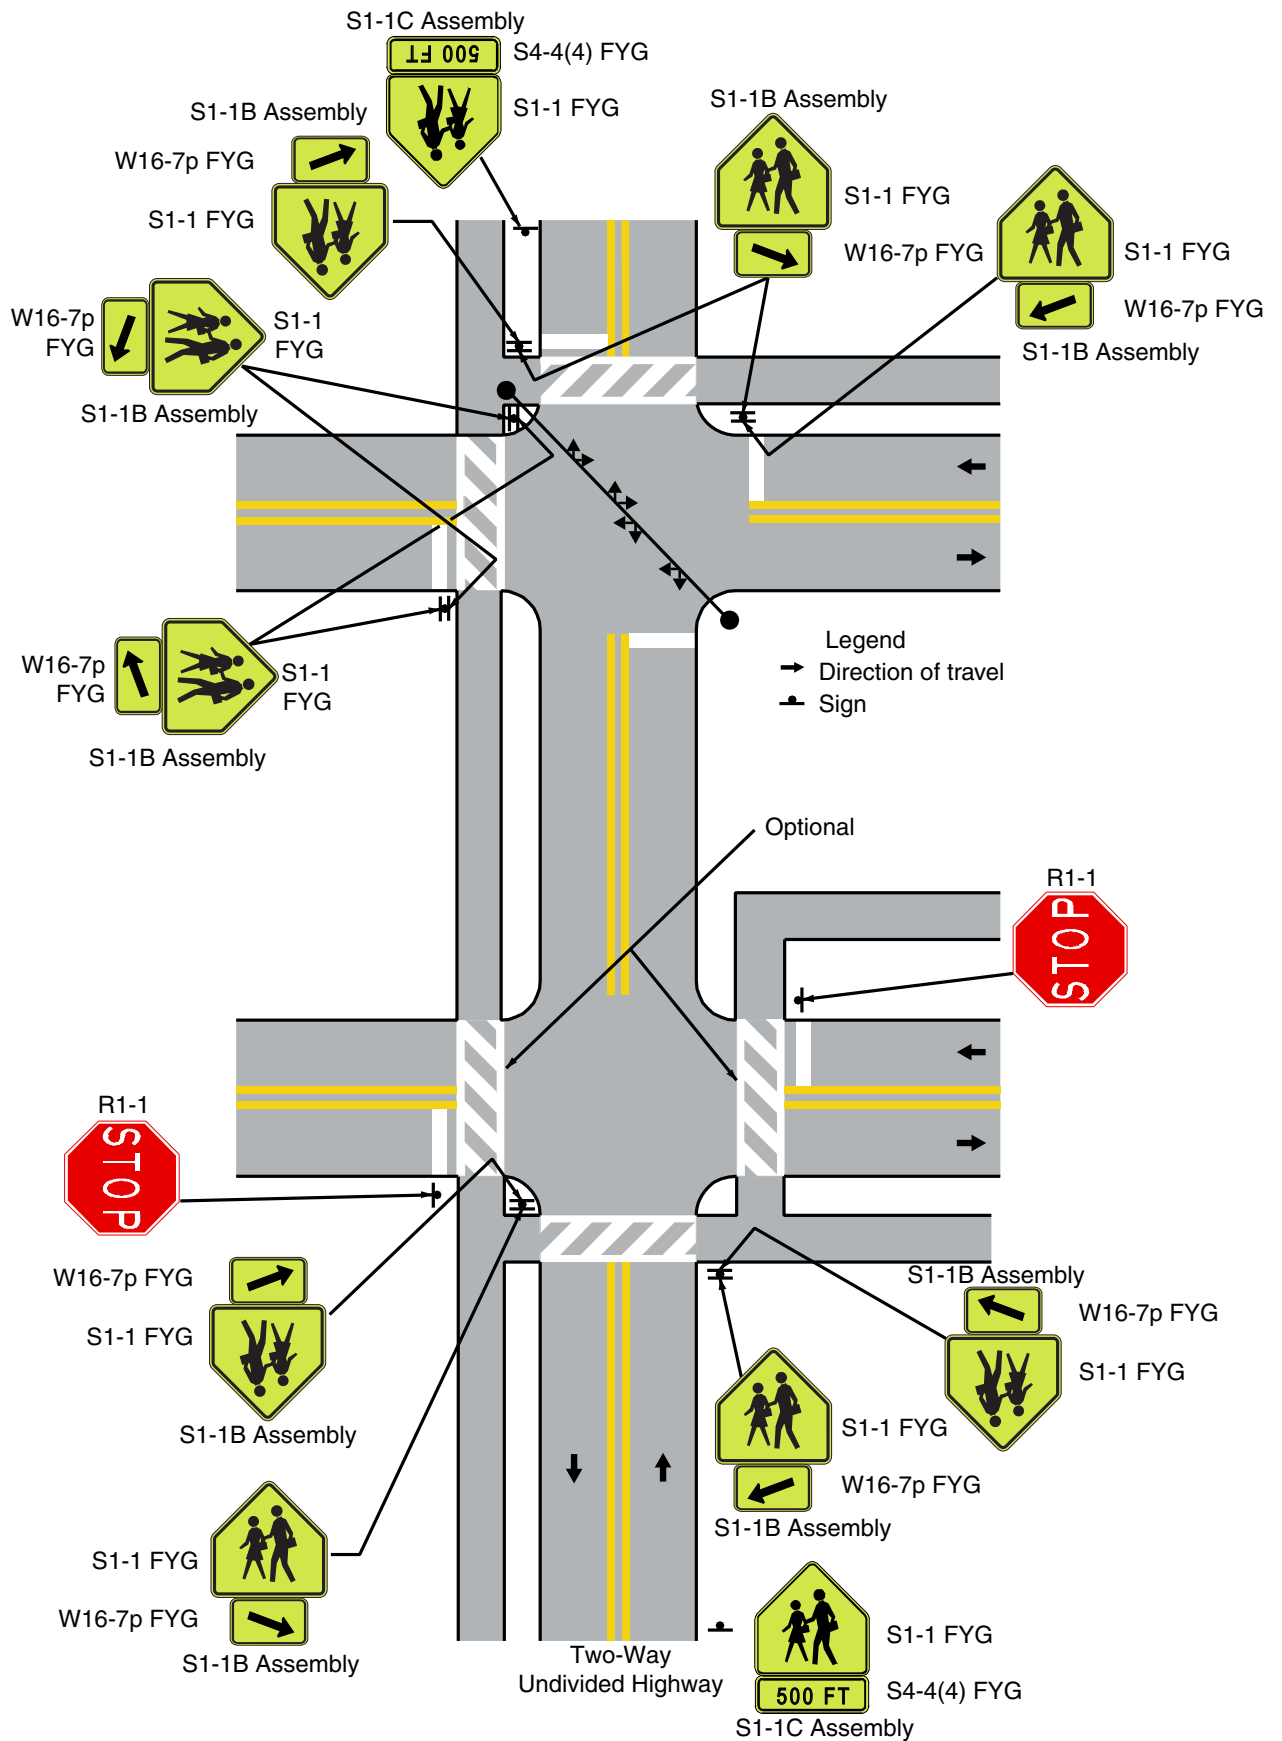 S1-1C Assembly
500 FT
S4-4(4) FYG
S1-1 FYG
S1-1B Assembly
W16-7p FYG
S1-1 FYG
S1-1B Assembly
S1-1 FYG
W16-7p FYG
S1-1 FYG
W16-7p FYG
S1-1B Assembly
W16-7p
FYG
S1-1
FYG
S1-1B Assembly
W16-7p
FYG
S1-1
FYG
S1-1B Assembly
Legend
Direction of travel
Sign
Optional
R1-1
STOP
R1-1
STOP
W16-7p FYG
S1-1 FYG
S1-1B Assembly
S1-1B Assembly
W16-7p FYG
S1-1 FYG
S1-1 FYG
W16-7p FYG
S1-1B Assembly
S1-1 FYG
W16-7p FYG
S1-1B Assembly
Two-Way
Undivided Highway
S1-1 FYG
500 FT
S4-4(4) FYG
S1-1C Assembly